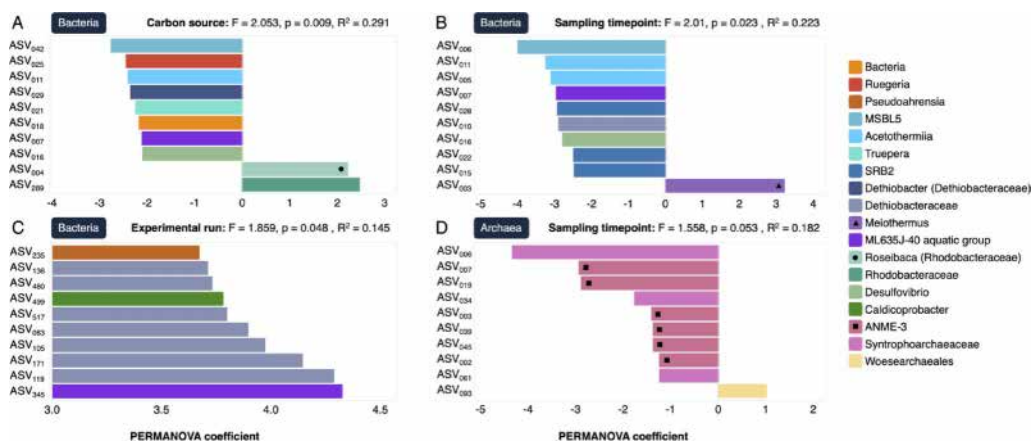 A Bacteria Carbon source: F = 2.053, p = 0.009, R² = 0.291
ASV042
ASV025
ASV011
ASV029
ASV021
ASV018
ASV007
ASV016
ASV004
ASV269
-4 -3 -2 -1 0 1 2 3
B Bacteria Sampling timepoint: F = 2.01, p = 0.023, R² = 0.223
ASV006
ASV011
ASV005
ASV007
ASV028
ASV010
ASV016
ASV022
ASV015
ASV003
-5 -4 -3 -2 -1 0 1 2 3 4
C Bacteria Experimental run: F = 1.859, p = 0.048, R² = 0.145
ASV235
ASV136
ASV480
ASV499
ASV517
ASV063
ASV105
ASV171
ASV119
ASV345
3.0 3.5 4.0 4.5
PERMANOVA coefficient
D Archaea Sampling timepoint: F = 1.558, p = 0.053, R² = 0.182
ASV006
ASV007
ASV019
ASV034
ASV003
ASV039
ASV045
ASV002
ASV061
ASV093
-5 -4 -3 -2 -1 0 1 2
PERMANOVA coefficient
Bacteria
Ruegeria
Pseudoahrensia
MSBL5
Acetothermiia
Truepera
SRB2
Dethiobacter (Dethiobacteraceae)
Dethiobacteraceae
Meiothermus
ML635J-40 aquatic group
Roseibaca (Rhodobacteraceae)
Rhodobacteraceae
Desulfovibrio
Caldicoprobacter
ANME-3
Syntrophoarchaeaceae
Woesearchaeales